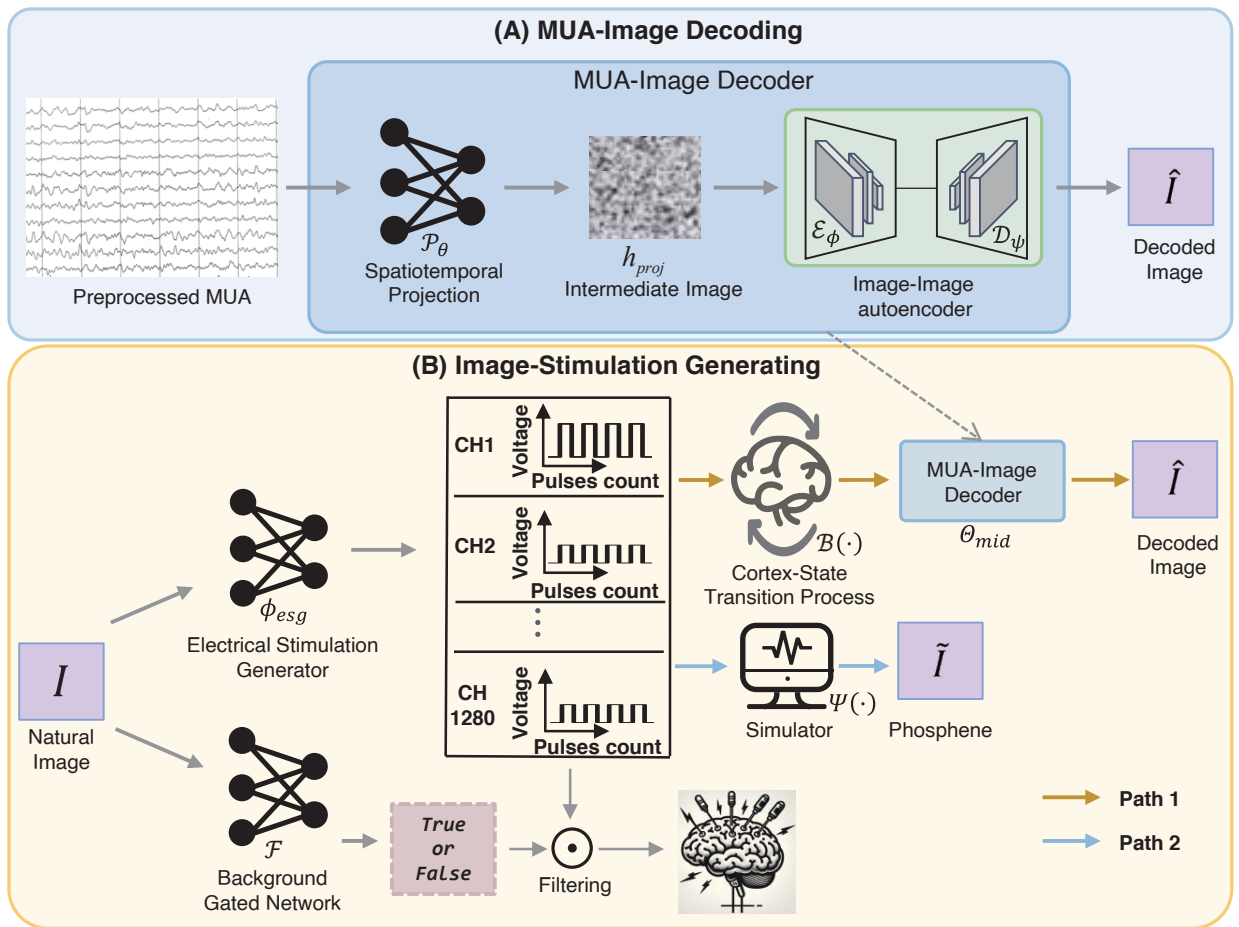 (A) MUA-Image Decoding
MUA-Image Decoder
Preprocessed MUA
𝒫θ
Spatiotemporal
Projection
hproj
Intermediate Image
ℰϕ
𝒟ψ
Image-Image
autoencoder
Î
Decoded
Image
(B) Image-Stimulation Generating
I
Natural
Image
ϕesg
Electrical Stimulation
Generator
ℱ
Background
Gated Network
CH1
Voltage
Pulses count
CH2
Voltage
Pulses count
⋮
CH
1280
Voltage
Pulses count
ℬ(·)
Cortex-State
Transition Process
MUA-Image
Decoder
Θmid
Î
Decoded
Image
Ψ(·)
Simulator
Ĩ
Phosphene
True
or
False
Filtering
Path 1
Path 2